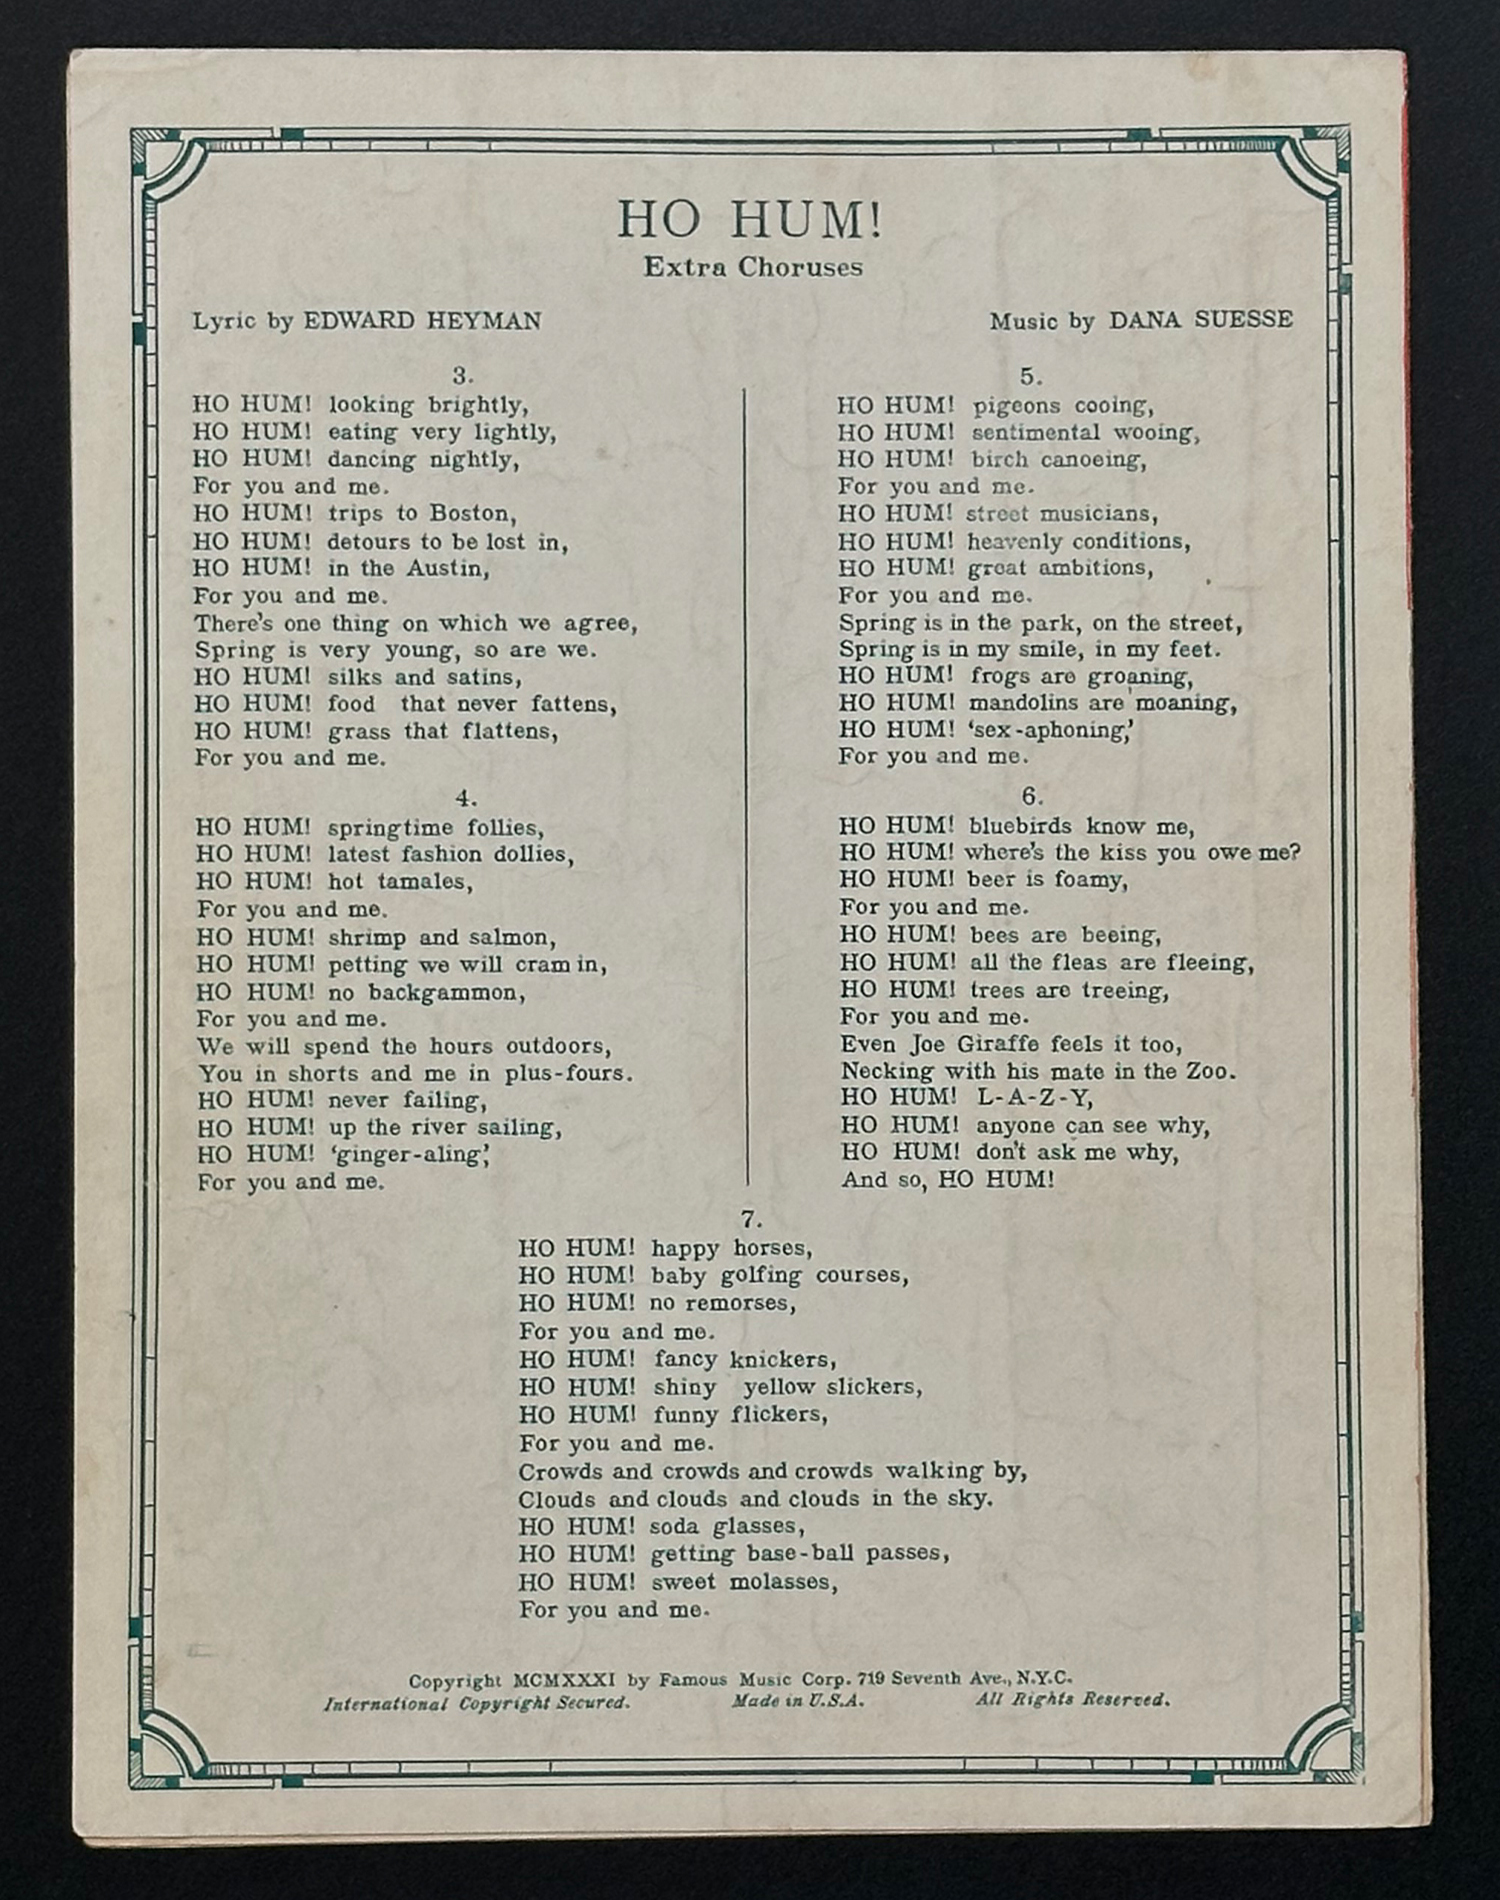 HO HUM!
Extra Choruses
Lyric by EDWARD HEYMAN
Music by DANA SUESSE
3.
HO HUM! looking brightly,
HO HUM! eating very lightly,
HO HUM! dancing nightly,
For you and me.
HO HUM! trips to Boston,
HO HUM! detours to be lost in,
HO HUM! in the Austin,
For you and me.
There's one thing on which we agree,
Spring is very young, so are we.
HO HUM! silks and satins,
HO HUM! food that never fattens,
HO HUM! grass that flattens,
For you and me.
4.
HO HUM! springtime follies,
HO HUM! latest fashion dollies,
HO HUM! hot tamales,
For you and me.
HO HUM! shrimp and salmon,
HO HUM! petting we will cram in,
HO HUM! no backgammon,
For you and me.
We will spend the hours outdoors,
You in shorts and me in plus-fours.
HO HUM! never failing,
HO HUM! up the river sailing,
HO HUM! 'ginger-aling,'
For you and me.
5.
HO HUM! pigeons cooing,
HO HUM! sentimental wooing,
HO HUM! birch canoeing,
For you and me.
HO HUM! street musicians,
HO HUM! heavenly conditions,
HO HUM! great ambitions,
For you and me.
Spring is in the park, on the street,
Spring is in my smile, in my feet.
HO HUM! frogs are groaning,
HO HUM! mandolins are moaning,
HO HUM! 'sex-aphoning,'
For you and me.
6.
HO HUM! bluebirds know me,
HO HUM! where's the kiss you owe me?
HO HUM! beer is foamy,
For you and me.
HO HUM! bees are beeing,
HO HUM! all the fleas are fleeing,
HO HUM! trees are treeing,
For you and me.
Even Joe Giraffe feels it too,
Necking with his mate in the Zoo.
HO HUM! L-A-Z-Y,
HO HUM! anyone can see why,
HO HUM! don't ask me why,
And so, HO HUM!
7.
HO HUM! happy horses,
HO HUM! baby golfing courses,
HO HUM! no remorses,
For you and me.
HO HUM! fancy knickers,
HO HUM! shiny yellow slickers,
HO HUM! funny flickers,
For you and me.
Crowds and crowds and crowds walking by,
Clouds and clouds and clouds in the sky.
HO HUM! soda glasses,
HO HUM! getting base-ball passes,
HO HUM! sweet molasses,
For you and me.
Copyright MCMXXXI by Famous Music Corp. 719 Seventh Ave., N.Y.C.
International Copyright Secured. Made in U.S.A. All Rights Reserved.